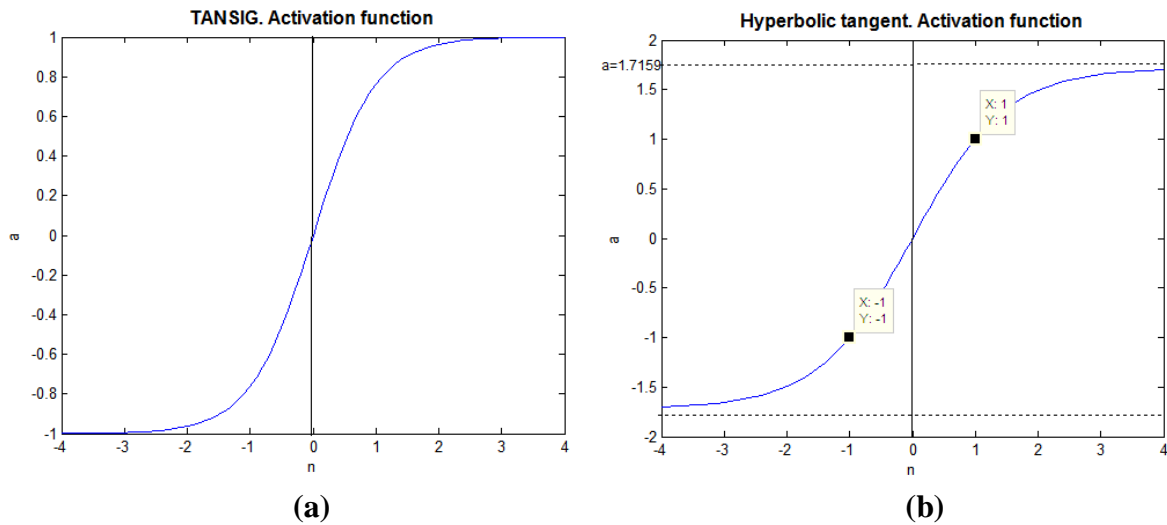 TANSIG. Activation function
1
0.8
0.6
0.4
0.2
0
-0.2
-0.4
-0.6
-0.8
-1
a
-4 -3 -2 -1 0 1 2 3 4
n
(a)
Hyperbolic tangent. Activation function
2
a=1.7159
1.5
1
0.5
0
-0.5
-1
-1.5
-2
a
X: 1
Y: 1
X: -1
Y: -1
-4 -3 -2 -1 0 1 2 3 4
n
(b)